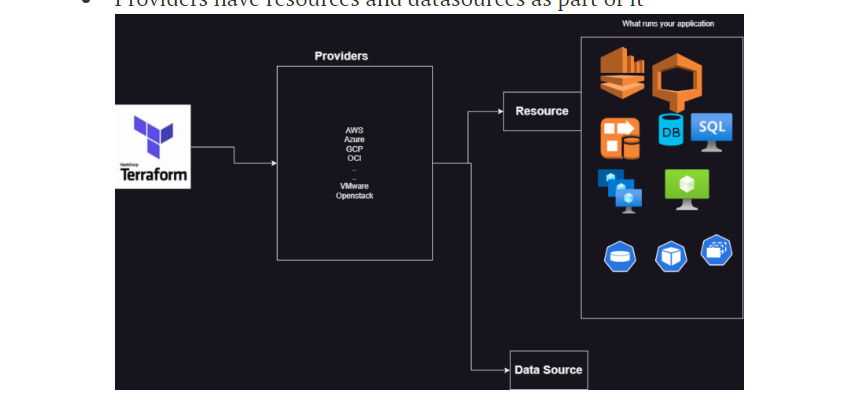 Providers have resources and datasources as part of it
What runs your application
Providers
Resource
AWS
Azure
GCP
OCI
...
...
VMware
Openstack
HashiCorp
Terraform
DB
SQL
Data Source